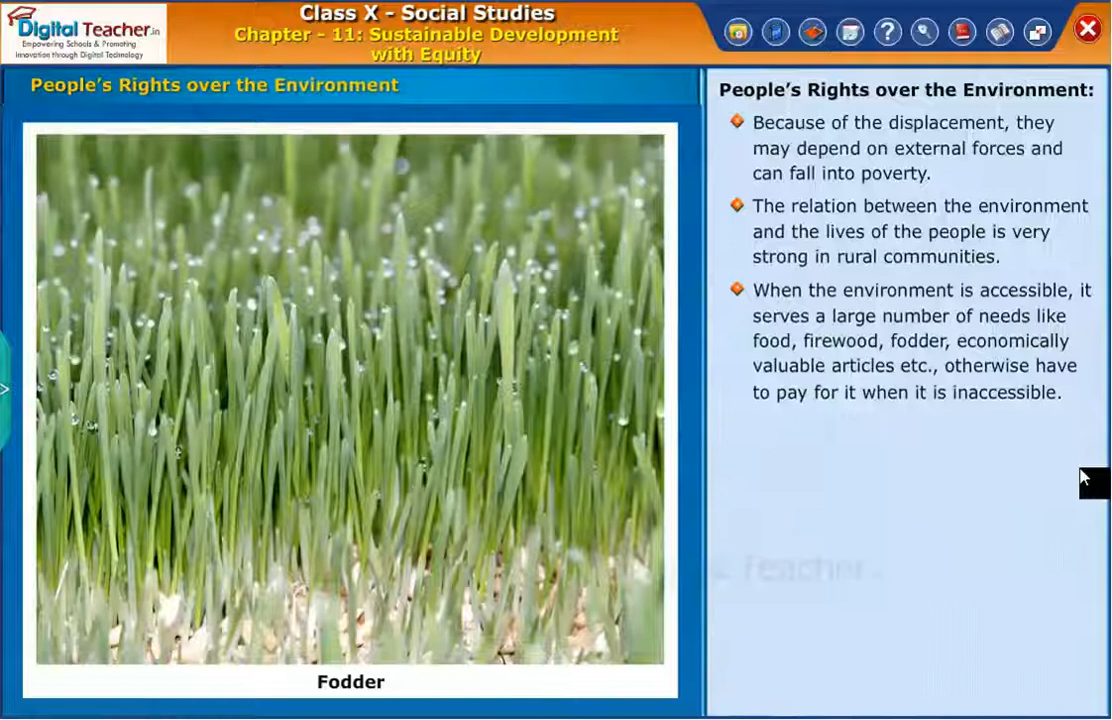 Digital Teacher.in
Empowering Schools & Promoting
Innovation through Digital Technology
Class X - Social Studies
Chapter - 11: Sustainable Development
with Equity
People's Rights over the Environment
Fodder
People's Rights over the Environment:
Because of the displacement, they
may depend on external forces and
can fall into poverty.
The relation between the environment
and the lives of the people is very
strong in rural communities.
When the environment is accessible, it
serves a large number of needs like
food, firewood, fodder, economically
valuable articles etc., otherwise have
to pay for it when it is inaccessible.
Teacher.